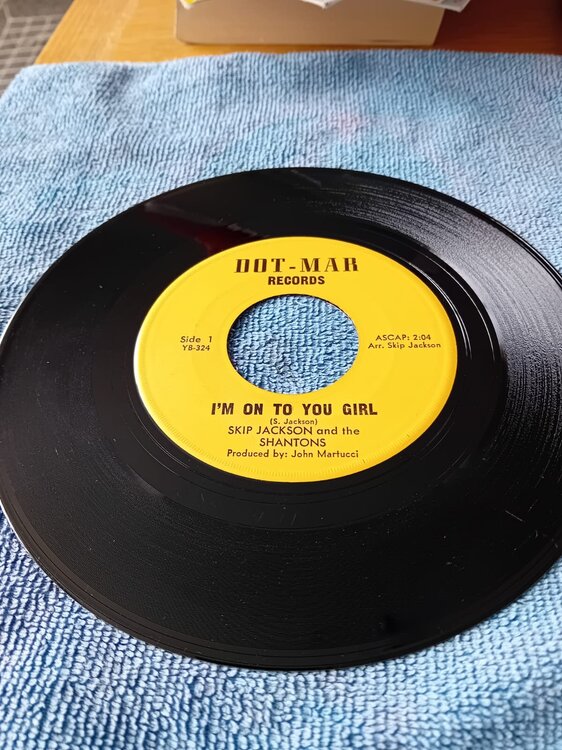 DOT-MAR
RECORDS
Side 1
YB-324
ASCAP: 2:04
Arr. Skip Jackson
I'M ON TO YOU GIRL
(S. Jackson)
SKIP JACKSON and the
SHANTONS
Produced by: John Martucci